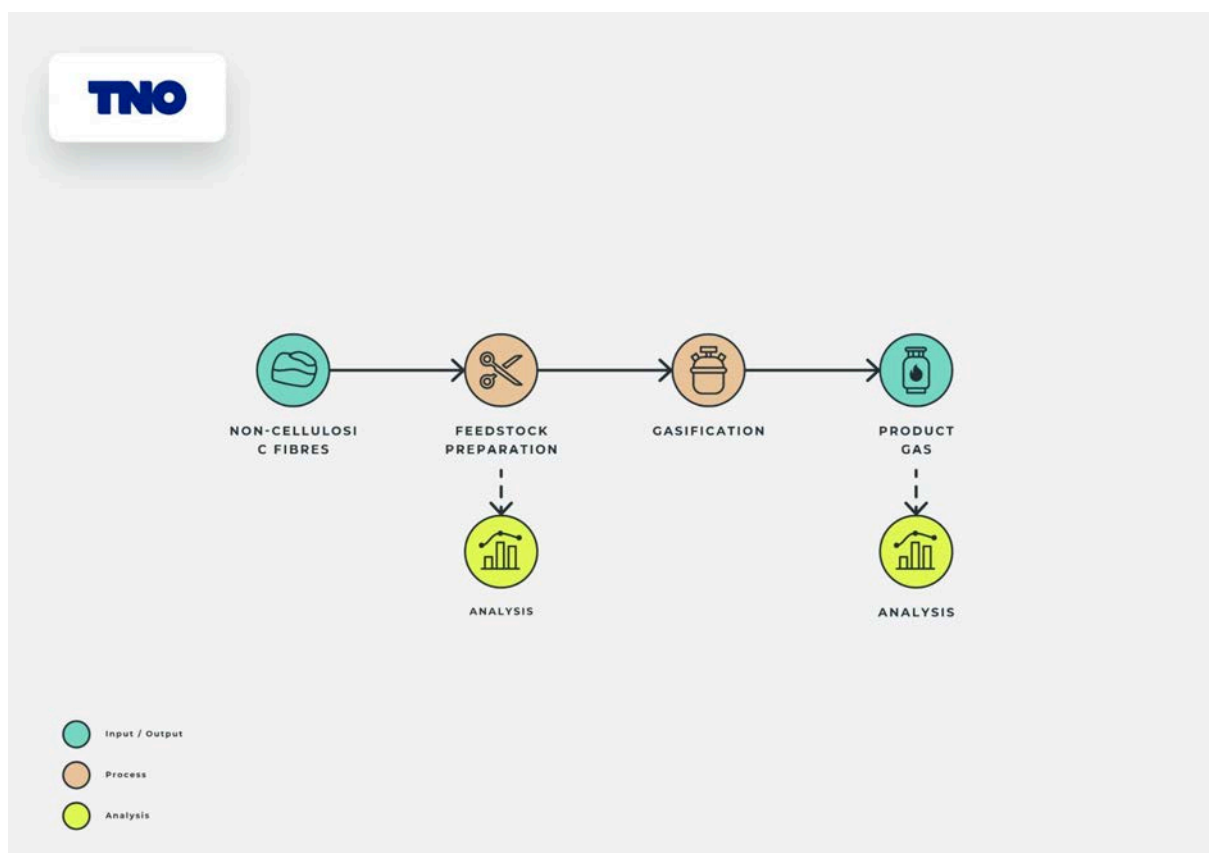 TNO
NON-CELLULOSI
C FIBRES
FEEDSTOCK
PREPARATION
GASIFICATION
PRODUCT
GAS
ANALYSIS
ANALYSIS
Input / Output
Process
Analysis